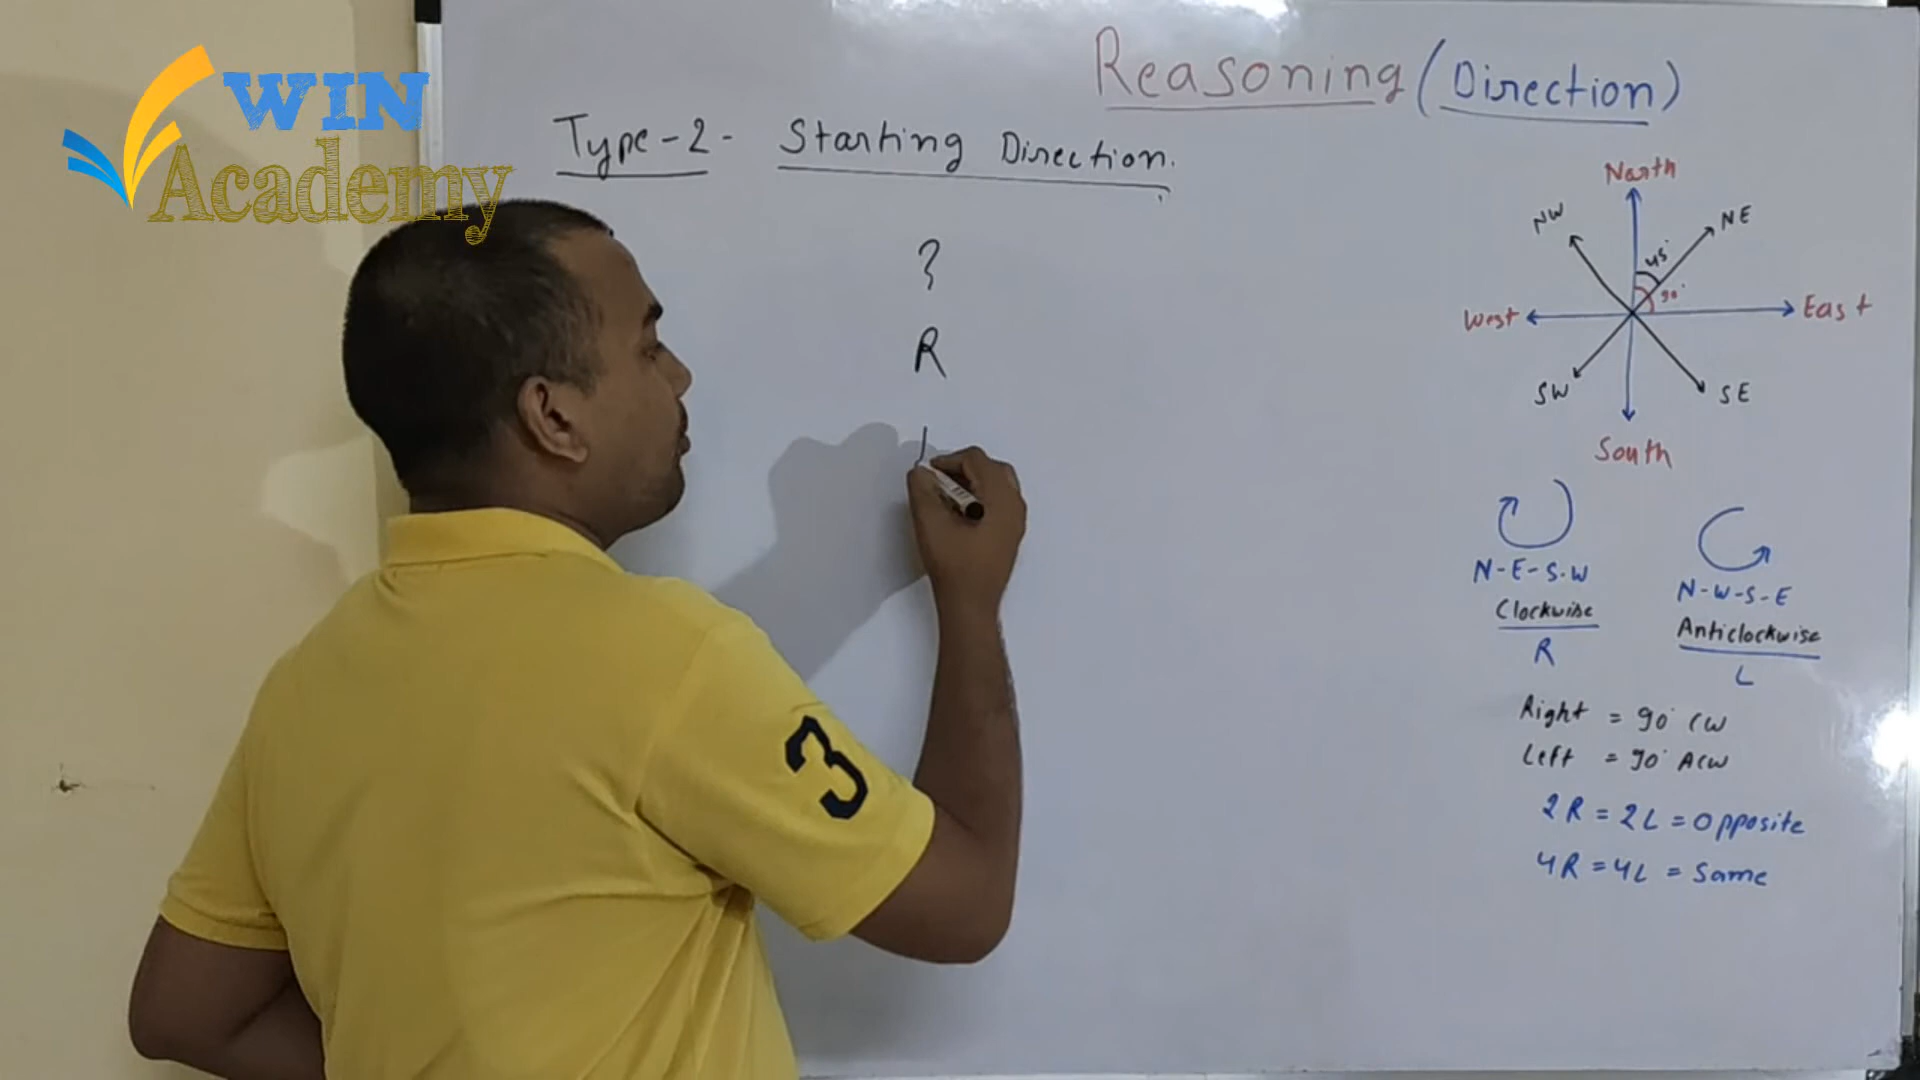 WIN
Academy
Reasoning (Direction)
Type-2- Starting Direction.
?
R
North
NW
NE
45°
90°
West
East
SW
SE
South
N-E-S-W
Clockwise
R
N-W-S-E
Anticlockwise
L
Right = 90° CW
Left = 90° ACW
2R = 2L = Opposite
4R = 4L = Same
3